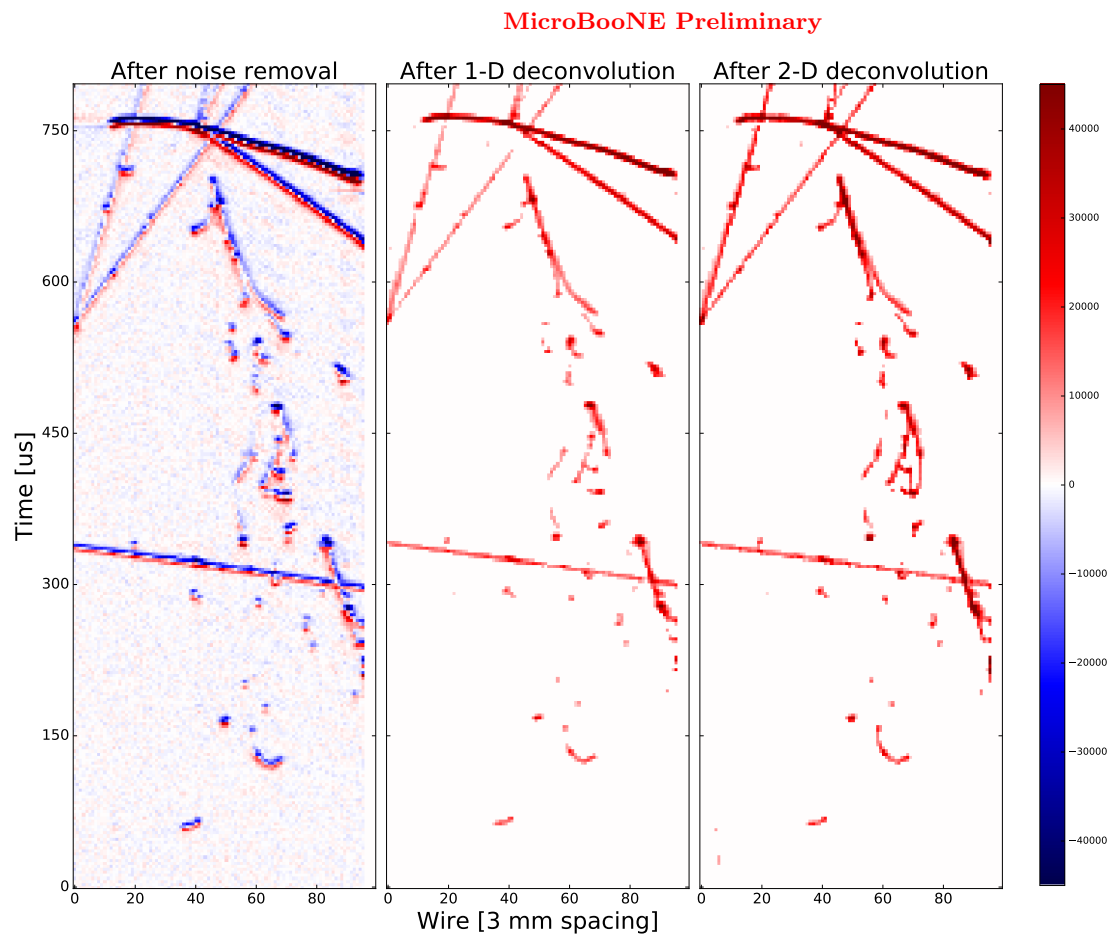 MicroBooNE Preliminary
After noise removal
After 1-D deconvolution
After 2-D deconvolution
Time [us]
750
600
450
300
150
0
0 20 40 60 80
0 20 40 60 80
0 20 40 60 80
Wire [3 mm spacing]
40000
30000
20000
10000
0
−10000
−20000
−30000
−40000